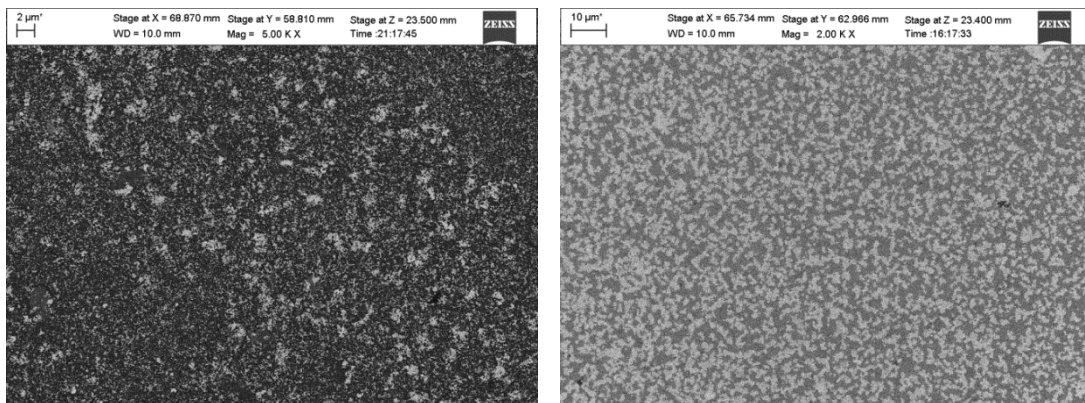 2 µm* Stage at X = 68.870 mm Stage at Y = 58.810 mm Stage at Z = 23.500 mm
WD = 10.0 mm Mag = 5.00 K X Time :21:17:45
ZEISS
10 µm* Stage at X = 65.734 mm Stage at Y = 62.966 mm Stage at Z = 23.400 mm
WD = 10.0 mm Mag = 2.00 K X Time :16:17:33
ZEISS